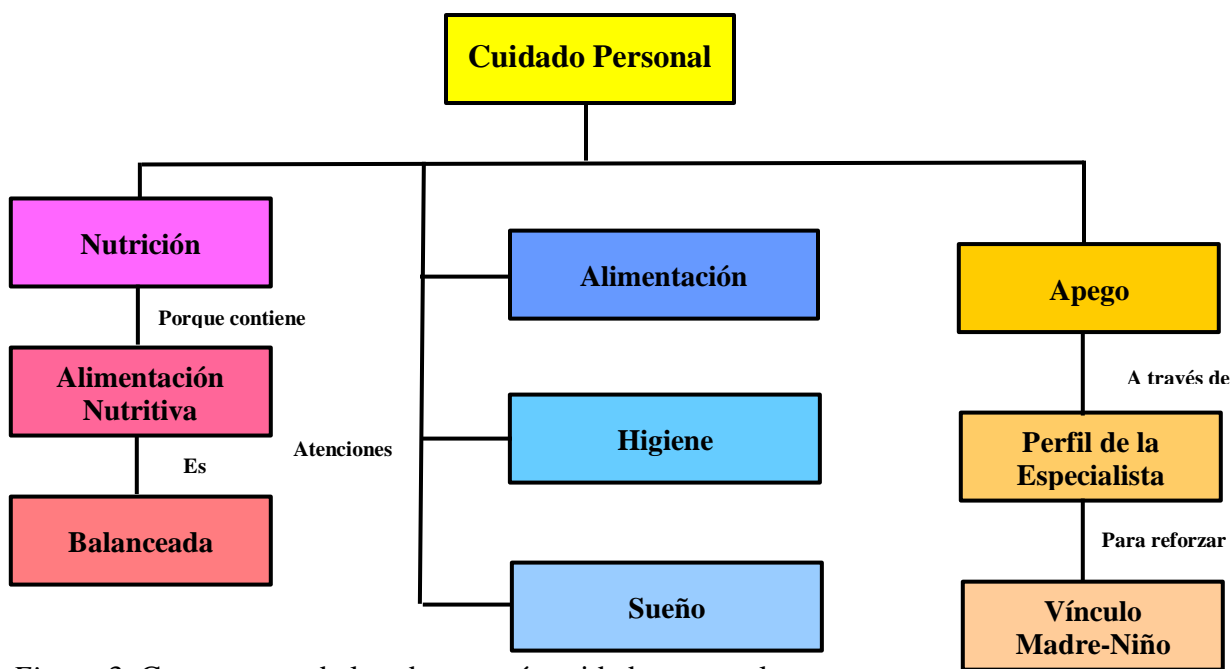 Cuidado Personal
Nutrición
Porque contiene
Alimentación
Nutritiva
Es
Balanceada
Atenciones
Alimentación
Higiene
Sueño
Apego
A través de
Perfil de la
Especialista
Para reforzar
Vínculo
Madre-Niño